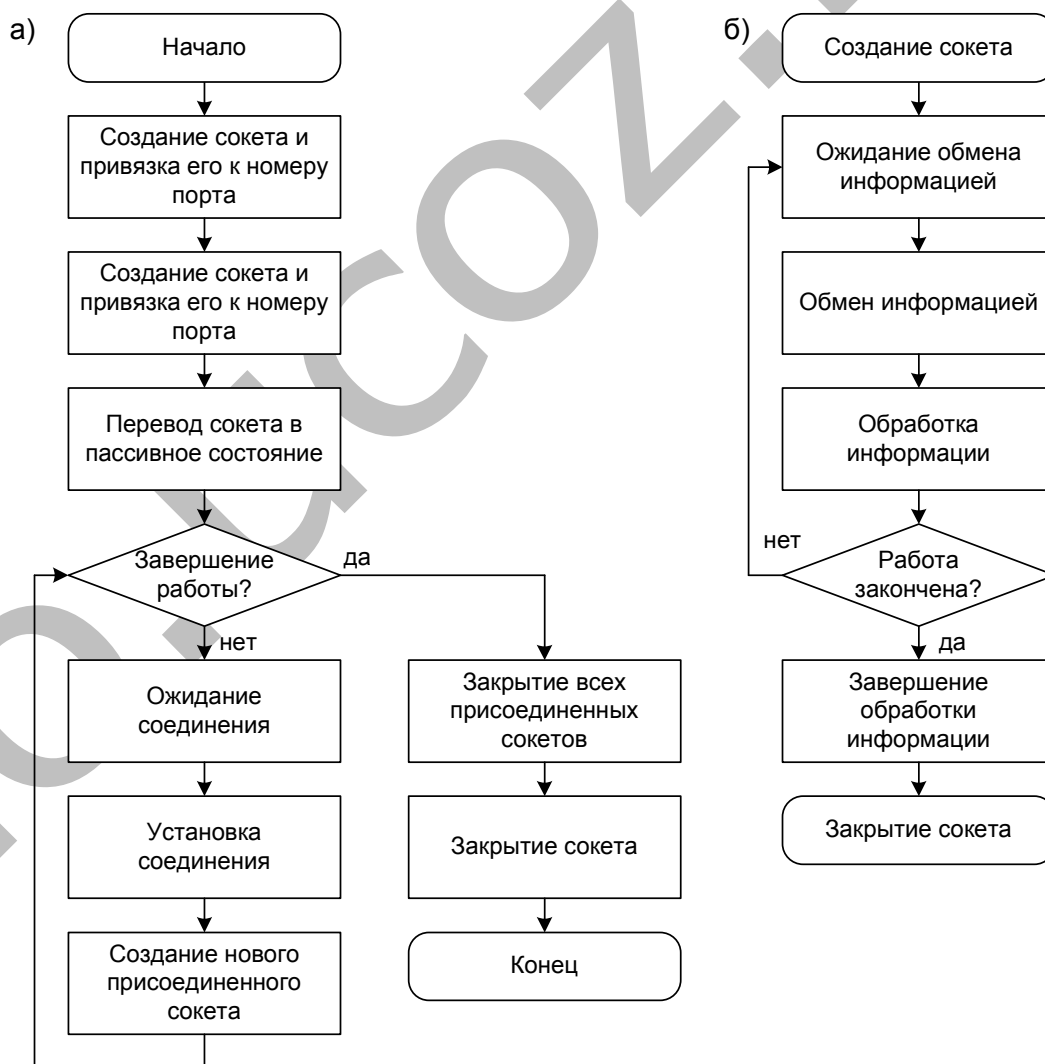 а)
Начало
Создание сокета и
привязка его к номеру
порта
Создание сокета и
привязка его к номеру
порта
Перевод сокета в
пассивное состояние
Завершение
работы?
да
нет
Ожидание
соединения
Установка
соединения
Создание нового
присоединенного
сокета
Закрытие всех
присоединенных
сокетов
Закрытие сокета
Конец
б)
Создание сокета
Ожидание обмена
информацией
Обмен информацией
Обработка
информации
нет
Работа
закончена?
да
Завершение
обработки
информации
Закрытие сокета